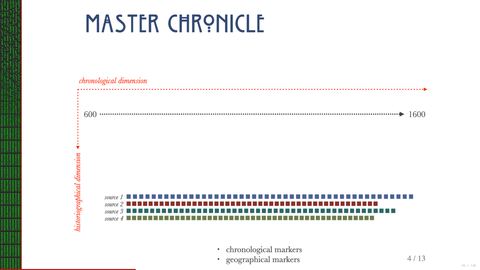 MASTER CHRONICLE
chronological dimension
600
1600
historiographical dimension
source 1
source 2
source 3
source 4
• chronological markers
• geographical markers
4 / 13